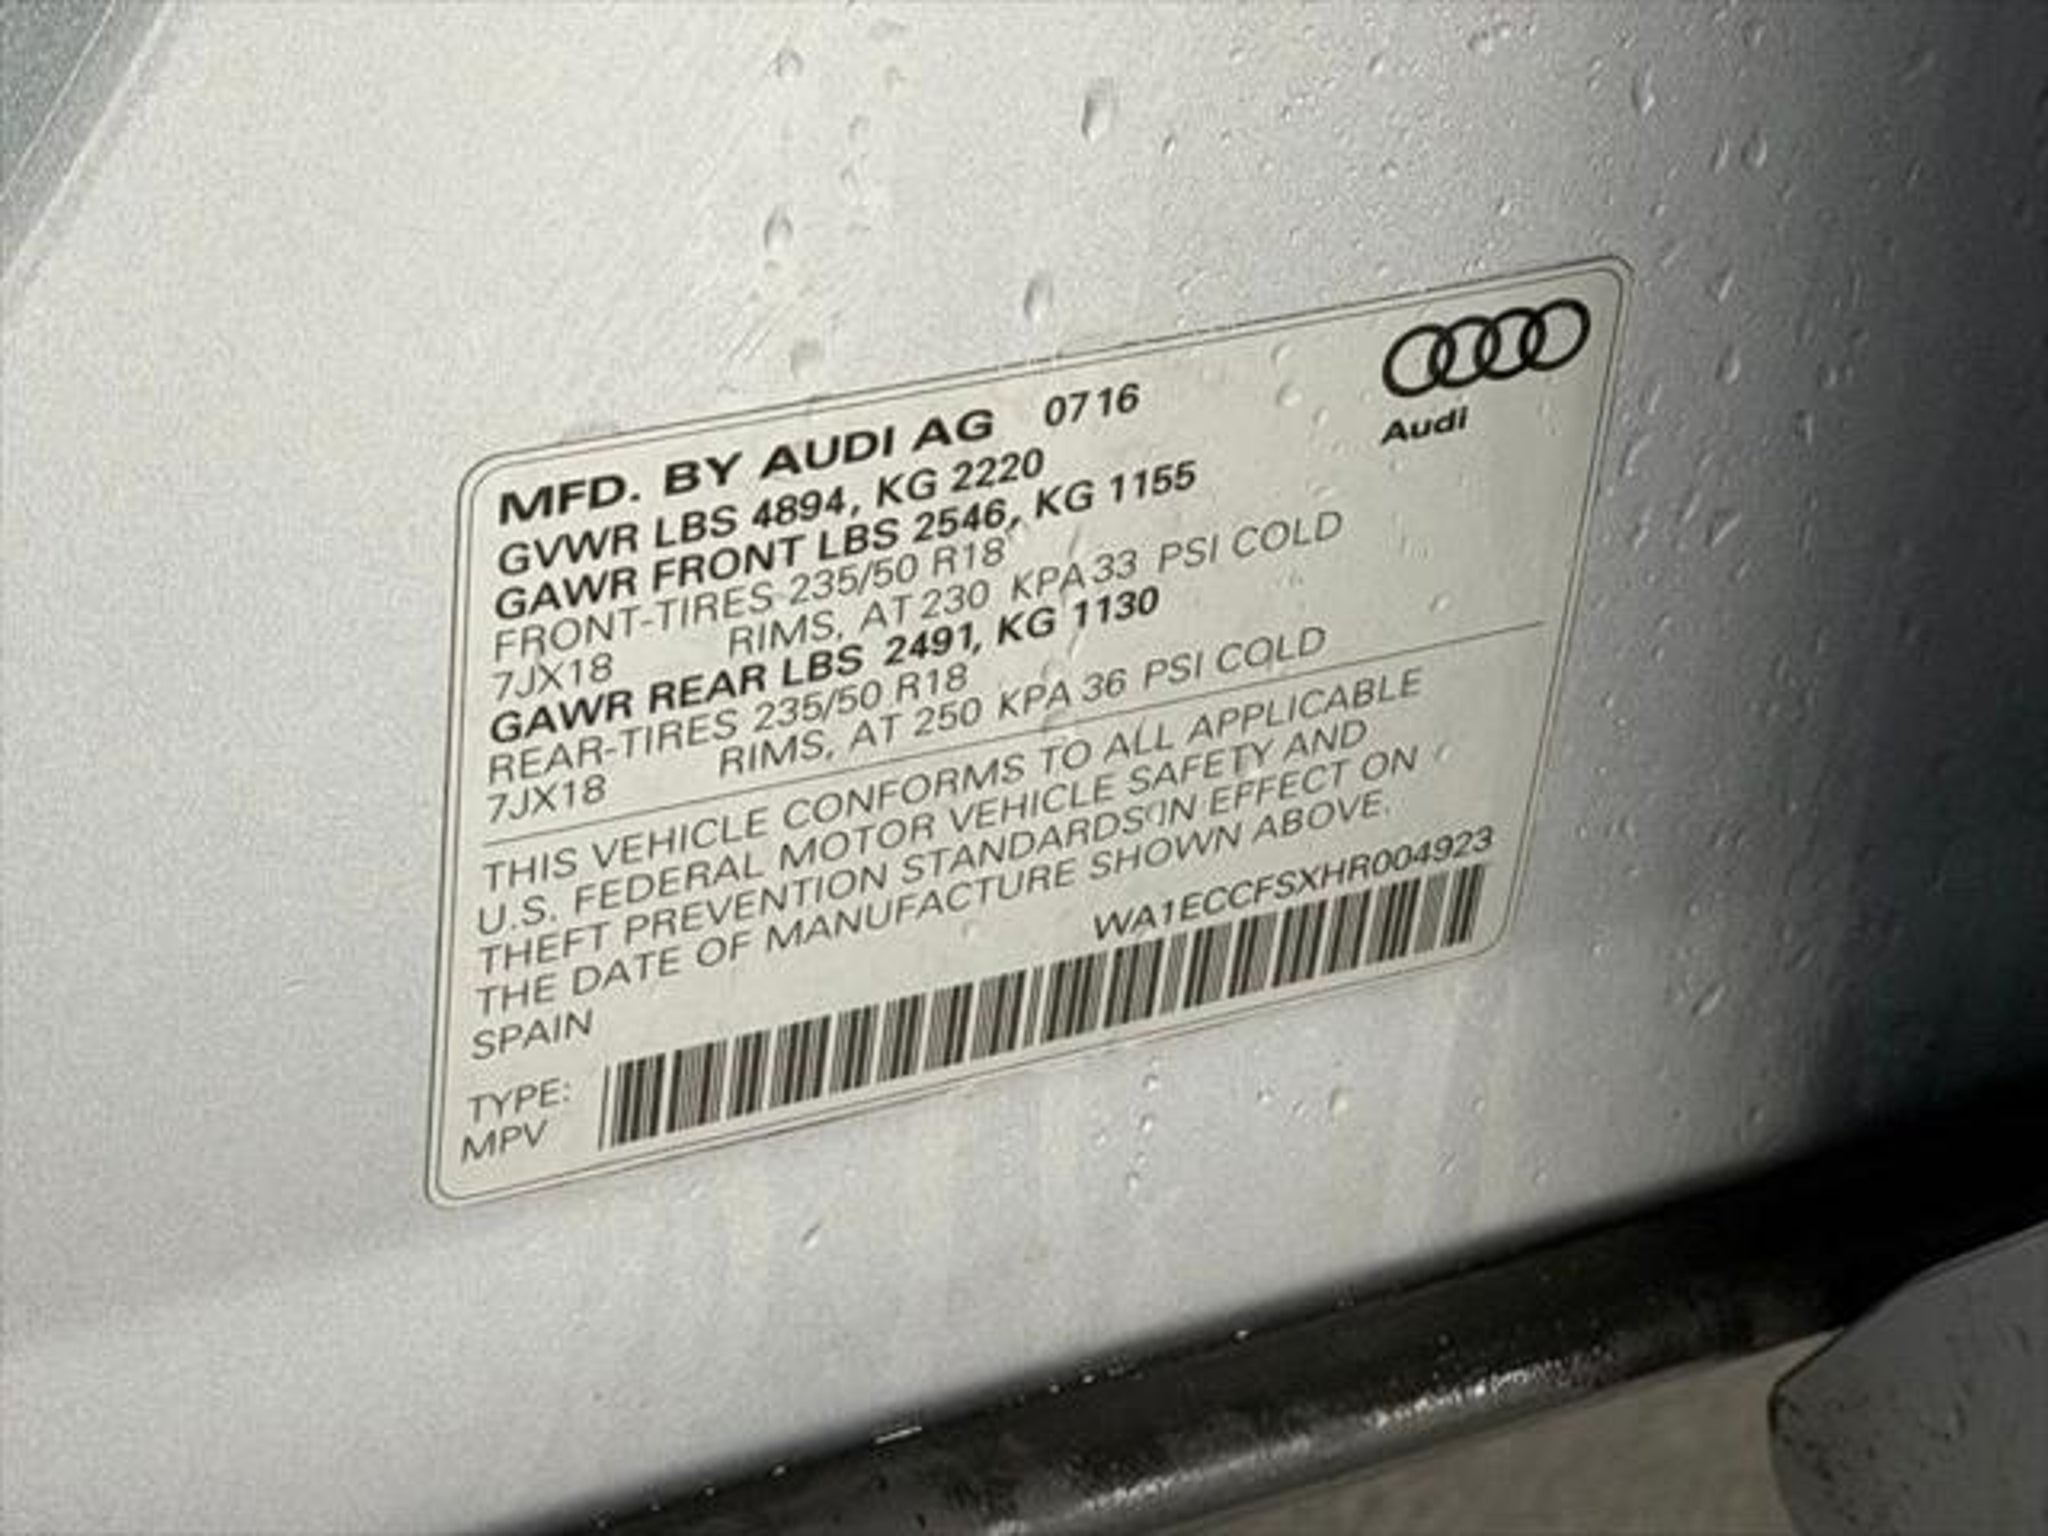 MFD. BY AUDI AG 0716
Audi
GVWR LBS 4894, KG 2220
GAWR FRONT LBS 2546, KG 1155
FRONT-TIRES 235/50 R18
7JX18 RIMS, AT 230 KPA 33 PSI COLD
GAWR REAR LBS 2491, KG 1130
REAR-TIRES 235/50 R18
7JX18 RIMS, AT 250 KPA 36 PSI COLD
THIS VEHICLE CONFORMS TO ALL APPLICABLE
U.S. FEDERAL MOTOR VEHICLE SAFETY AND
THEFT PREVENTION STANDARDS IN EFFECT ON
THE DATE OF MANUFACTURE SHOWN ABOVE.
SPAIN WA1ECCFSXHR004923
TYPE:
MPV